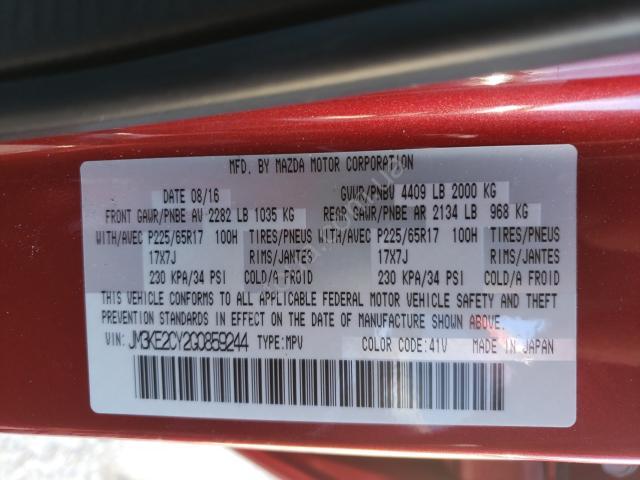 MFD. BY MAZDA MOTOR CORPORATION
DATE 08/16 GVWR/PNBV 4409 LB 2000 KG
FRONT GAWR/PNBE AV 2282 LB 1035 KG REAR GAWR/PNBE AR 2134 LB 968 KG
WITH/AVEC P225/65R17 100H TIRES/PNEUS WITH/AVEC P225/65R17 100H TIRES/PNEUS
17X7J RIMS/JANTES 17X7J RIMS/JANTES
230 KPA/34 PSI COLD/A FROID 230 KPA/34 PSI COLD/A FROID
THIS VEHICLE CONFORMS TO ALL APPLICABLE FEDERAL MOTOR VEHICLE SAFETY AND THEFT
PREVENTION STANDARDS IN EFFECT ON THE DATE OF MANUFACTURE SHOWN ABOVE.
VIN: JM3KE2CY2G0859244 TYPE:MPV COLOR CODE:41V MADE IN JAPAN